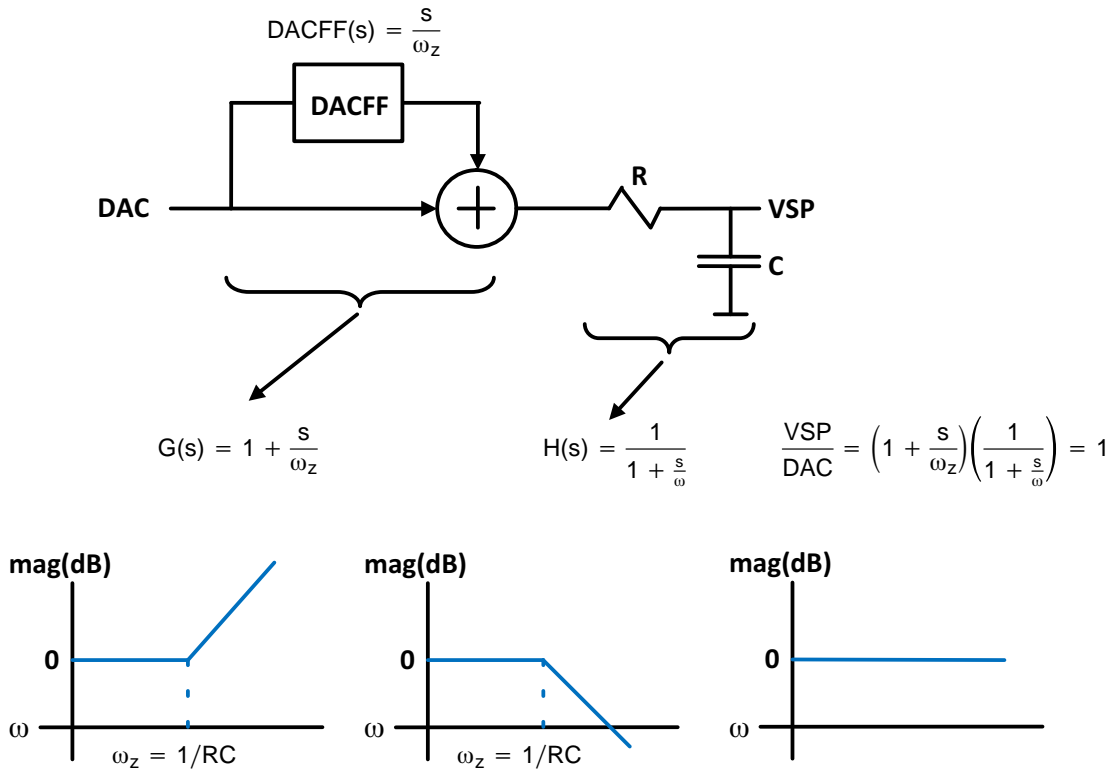 DACFF(s) = s/ω_z
DACFF
DAC
+
R
VSP
C
G(s) = 1 + s/ω_z
H(s) = 1/(1 + s/ω)
VSP/DAC = (1 + s/ω_z)(1/(1 + s/ω)) = 1
mag(dB)
0
ω
ω_z = 1/RC
mag(dB)
0
ω
ω_z = 1/RC
mag(dB)
0
ω